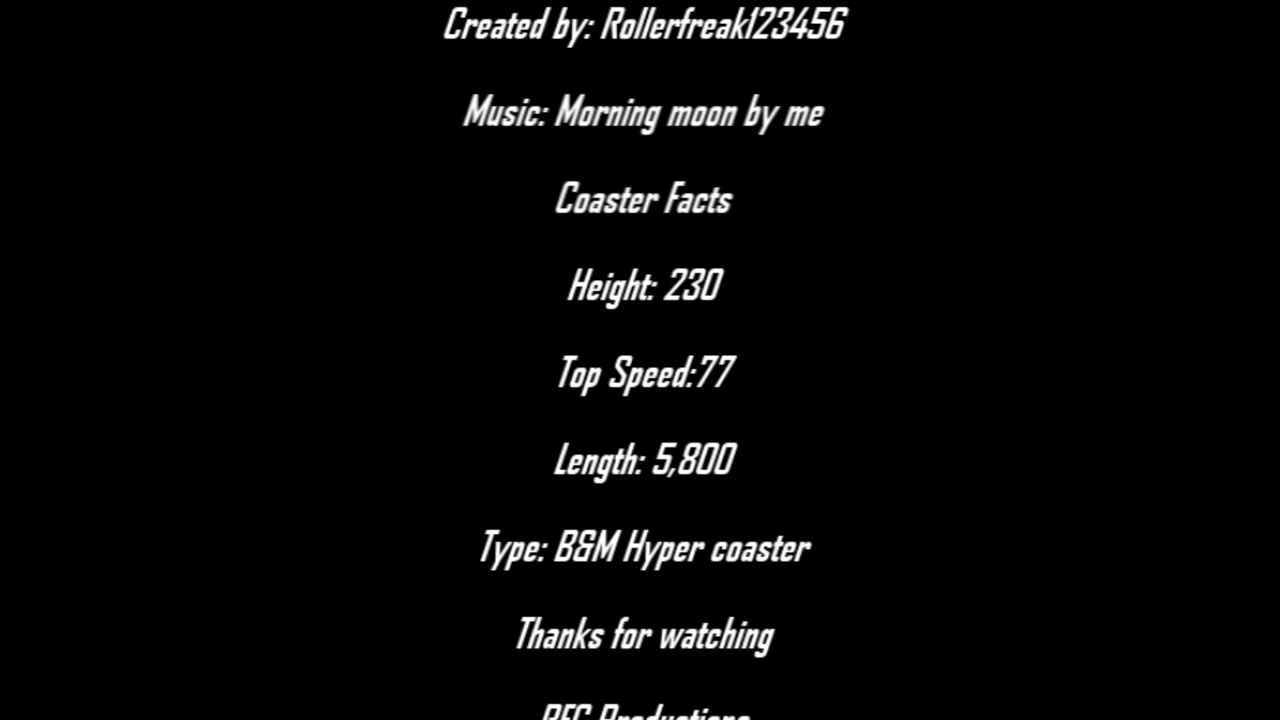 Created by: Rollerfreak123456
Music: Morning moon by me
Coaster Facts
Height: 230
Top Speed:77
Length: 5,800
Type: B&M Hyper coaster
Thanks for watching
Productions